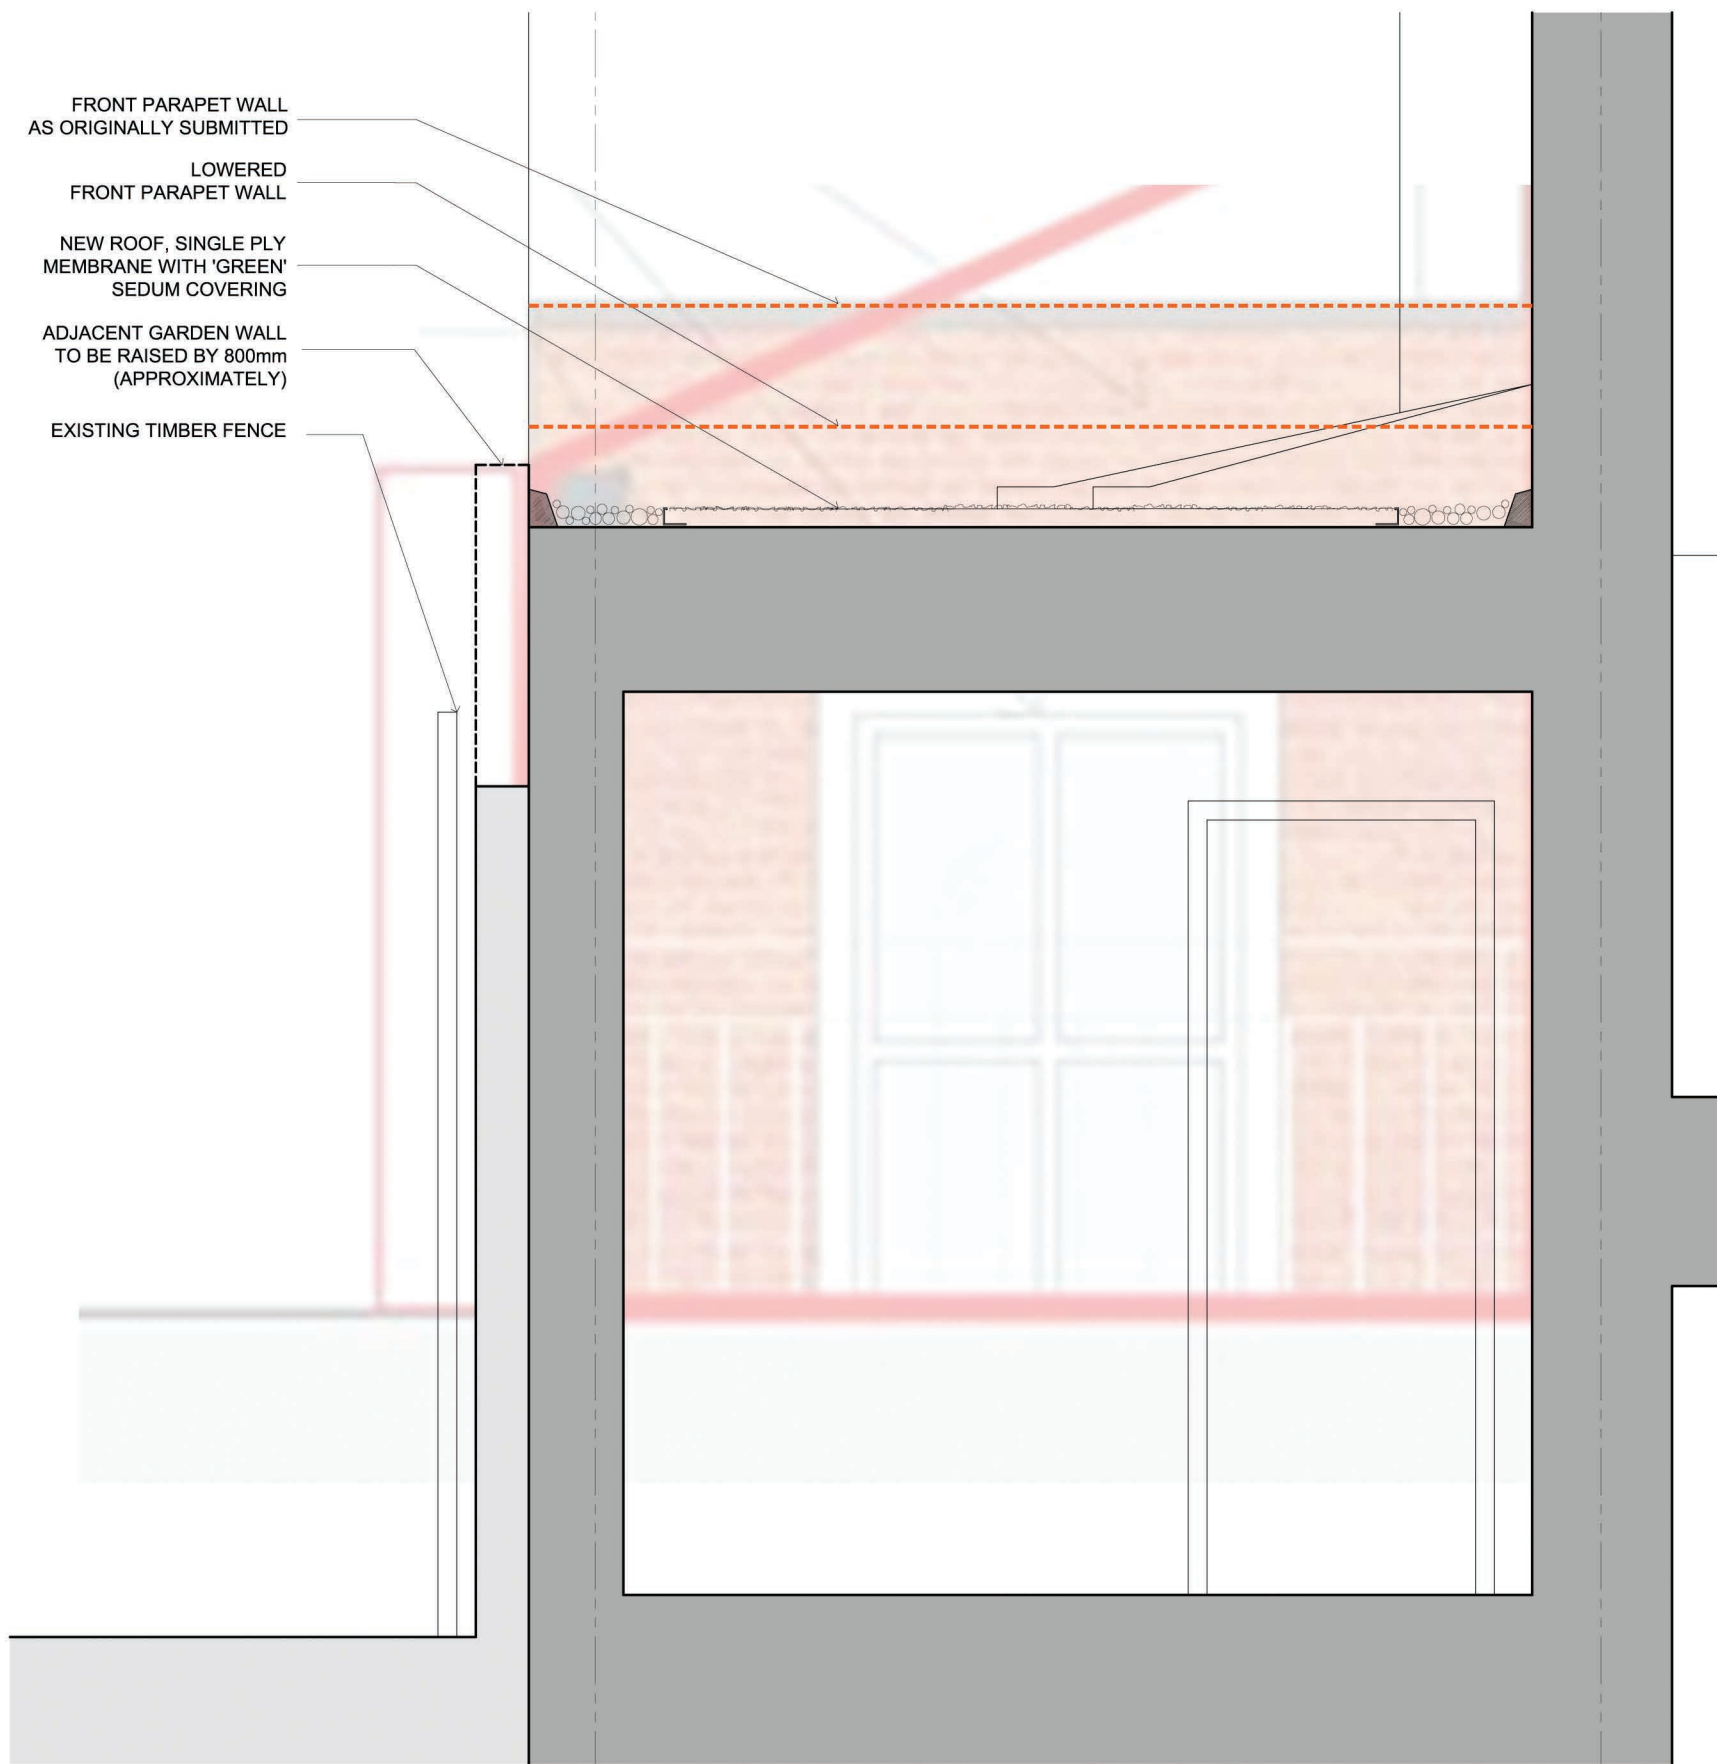 FRONT PARAPET WALL
AS ORIGINALLY SUBMITTED
LOWERED
FRONT PARAPET WALL
NEW ROOF, SINGLE PLY
MEMBRANE WITH 'GREEN'
SEDUM COVERING
ADJACENT GARDEN WALL
TO BE RAISED BY 800mm
(APPROXIMATELY)
EXISTING TIMBER FENCE